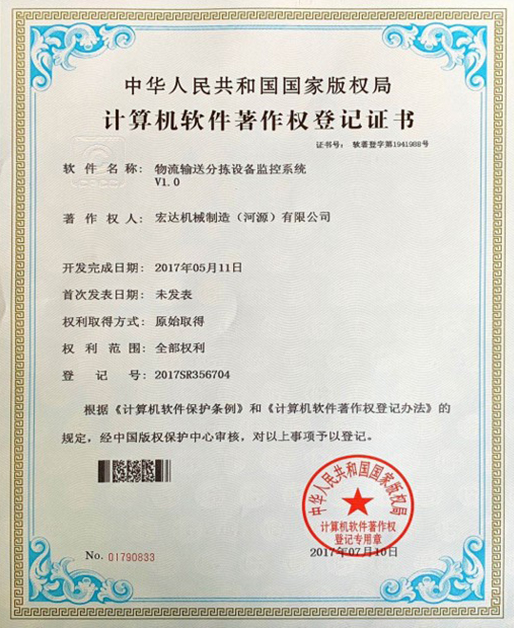 中华人民共和国国家版权局
计算机软件著作权登记证书
证书号： 软著登字第1941988号
软件名称： 物流输送分拣设备监控系统
V1.0
著作权人： 宏达机械制造（河源）有限公司
开发完成日期： 2017年05月11日
首次发表日期： 未发表
权利取得方式： 原始取得
权利范围： 全部权利
登记号： 2017SR356704
根据《计算机软件保护条例》和《计算机软件著作权登记办法》的
规定，经中国版权保护中心审核，对以上事项予以登记。
中华人民共和国国家版权局
计算机软件著作权
登记专用章
No. 01790833
2017年07月10日